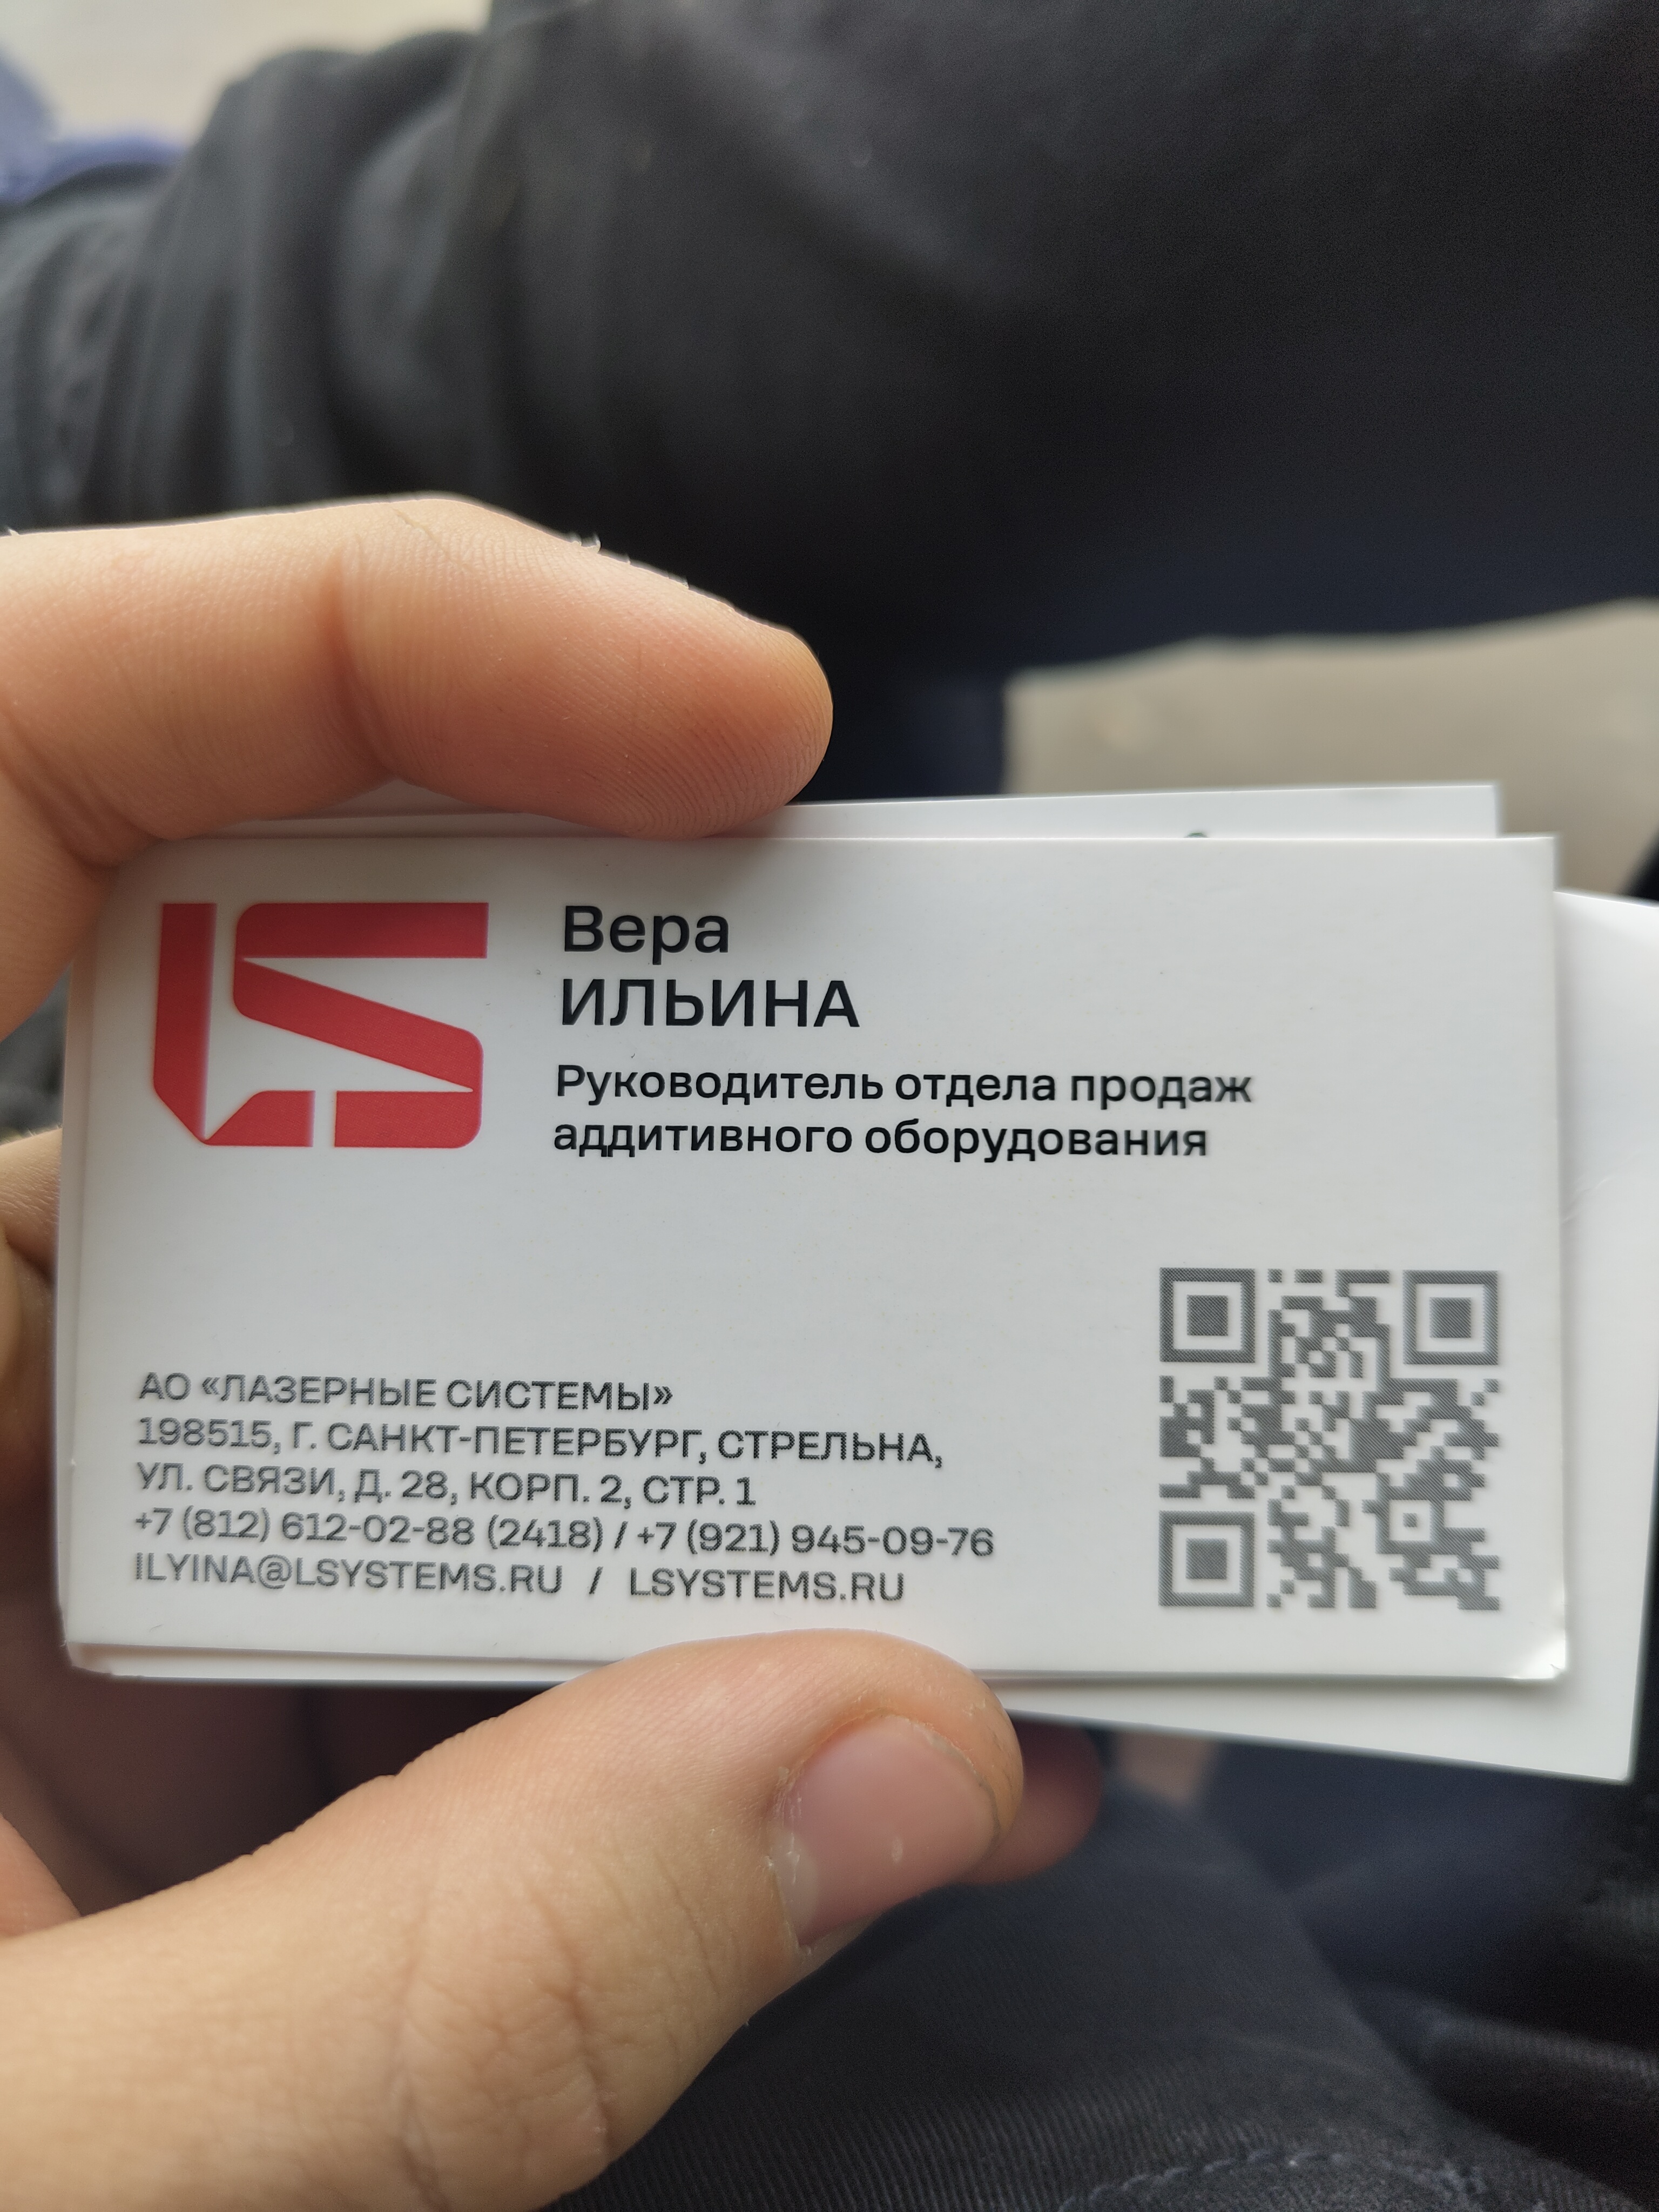 LS
Вера
ИЛЬИНА
Руководитель отдела продаж
аддитивного оборудования
АО «ЛАЗЕРНЫЕ СИСТЕМЫ»
198515, Г. САНКТ-ПЕТЕРБУРГ, СТРЕЛЬНА,
УЛ. СВЯЗИ, Д. 28, КОРП. 2, СТР. 1
+7 (812) 612-02-88 (2418) / +7 (921) 945-09-76
ILYINA@LSYSTEMS.RU / LSYSTEMS.RU